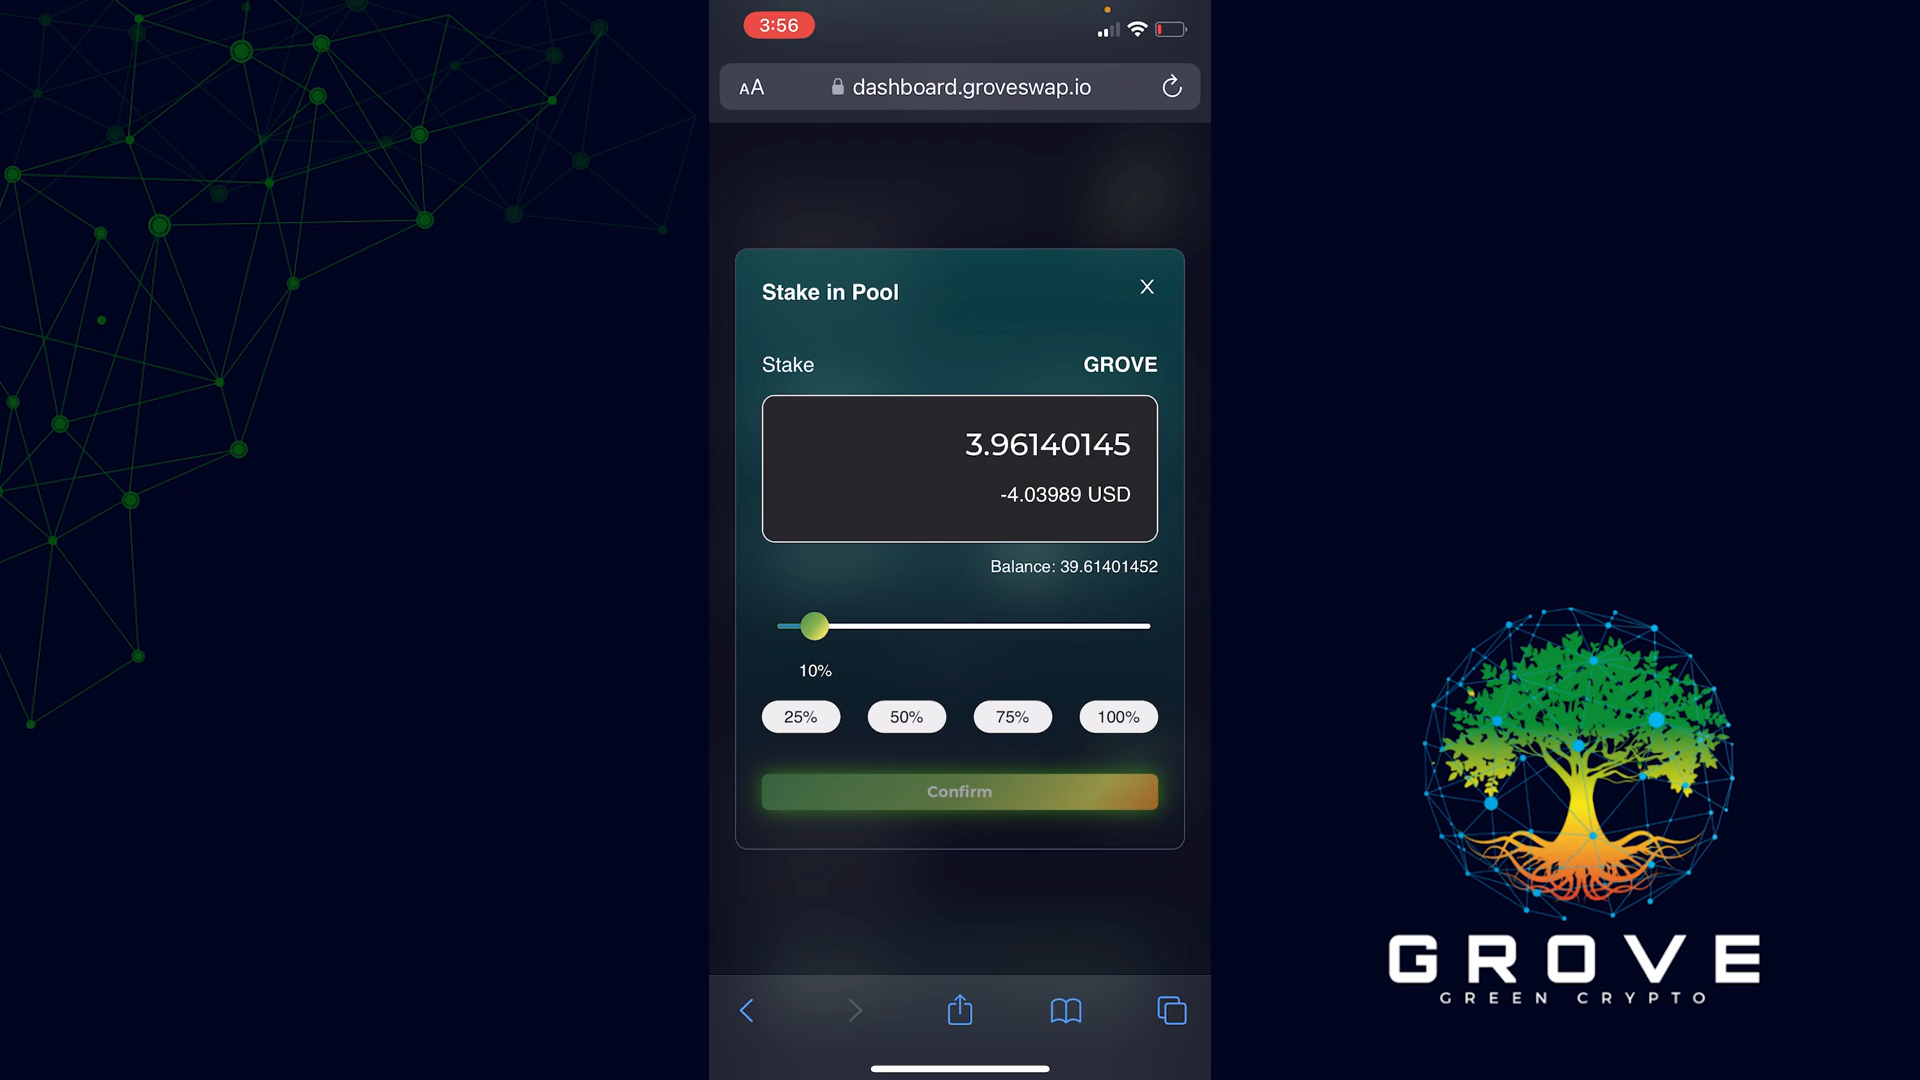 3:56
AA dashboard.groveswap.io
Stake in Pool X
Stake GROVE
3.96140145
-4.03989 USD
Balance: 39.61401452
10%
25% 50% 75% 100%
Confirm
GROVE
GREEN CRYPTO